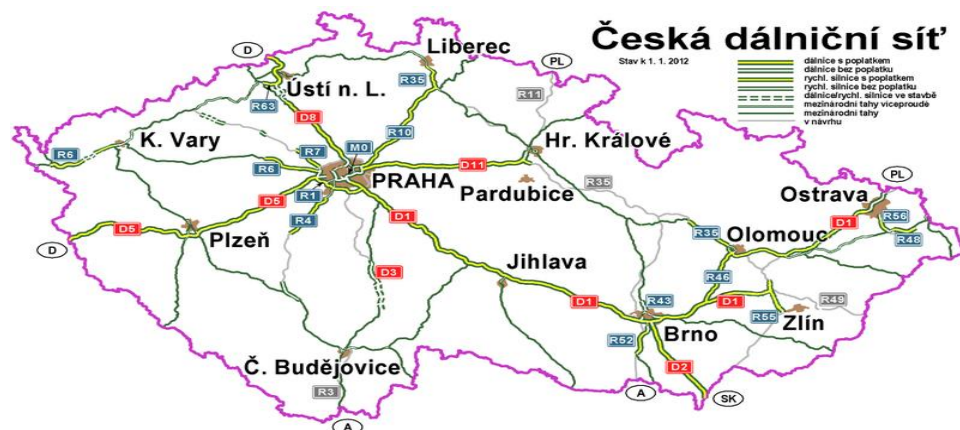 Česká dálniční síť
Stav k 1. 1. 2012
dálnice s poplatkem
dálnice bez poplatku
rychl. silnice s poplatkem
rychl. silnice bez poplatku
dálnice/rychl. silnice ve stavbě
mezinárodní tahy víceproudé
mezinárodní tahy
v návrhu
D
Liberec
PL
R35
Ústí n. L.
R63
R11
D8
R10
K. Vary
Hr. Králové
R7
M0
R6
R6
D11
PRAHA
Pardubice
R35
PL
Ostrava
R1
D5
R4
D1
R56
D1
R48
D5
Plzeň
R35
Olomouc
D
D3
Jihlava
R46
D1
R43
D1
R49
R55
Zlín
Brno
R52
Č. Budějovice
D2
R3
A
SK
A